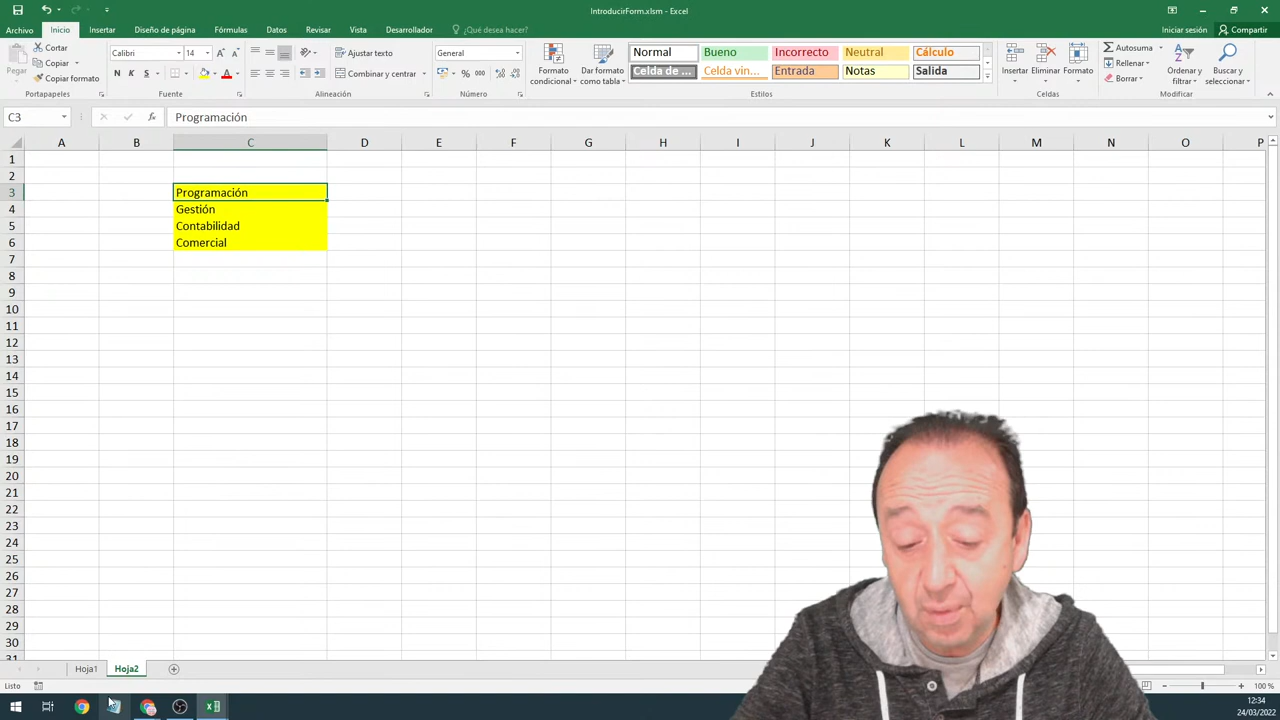 IntroducirForm.xlsm - Excel
Archivo Inicio Insertar Diseño de página Fórmulas Datos Revisar Vista Desarrollador ¿Qué desea hacer? Iniciar sesión Compartir
Pegar
Cortar
Copiar
Copiar formato
Portapapeles
Calibri 14 A A
N K S A
Fuente
Ajustar texto
Combinar y centrar
Alineación
General
% 000
Número
Formato condicional
Dar formato como tabla
Normal Bueno Incorrecto Neutral Cálculo
Celda de ... Celda vín... Entrada Notas Salida
Estilos
Insertar Eliminar Formato
Celdas
Autosuma
Rellenar
Borrar
Ordenar y filtrar
Buscar y seleccionar
Modificar
C3 fx Programación
A B C D E F G H I J K L M N O P
1
2
3 Programación
4 Gestión
5 Contabilidad
6 Comercial
7
8
9
10
11
12
13
14
15
16
17
18
19
20
21
22
23
24
25
26
27
28
29
30
31
Hoja1 Hoja2
Listo 100 %
12:34
24/03/2022